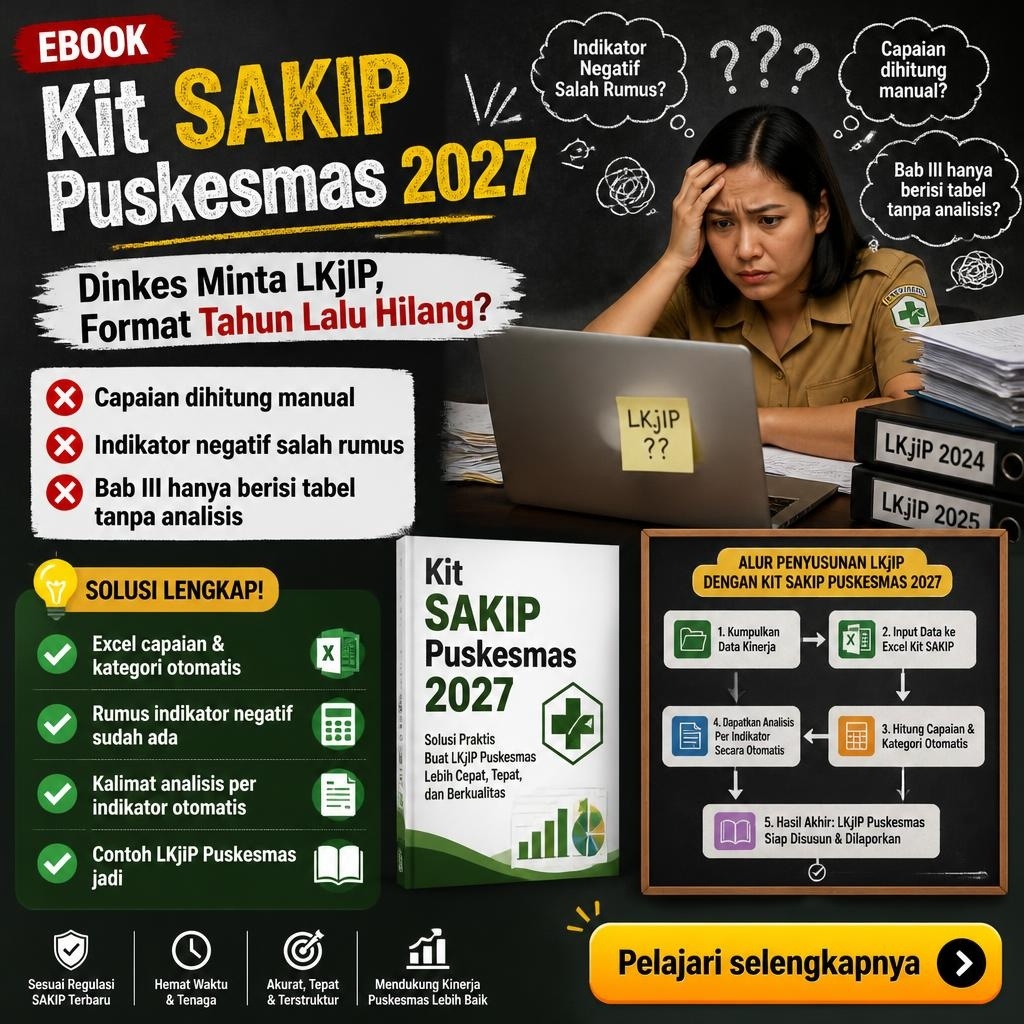 EBOOK
Kit SAKIP
Puskesmas 2027
Indikator
Negatif
Salah Rumus?
???
Capaian
dihitung
manual?
Bab III hanya
berisi tabel
tanpa analisis?
Dinkes Minta LKjIP,
Format Tahun Lalu Hilang?
Capaian dihitung manual
Indikator negatif salah rumus
Bab III hanya berisi tabel
tanpa analisis
LKjIP
??
LKjiP 2024
LKjIP 2025
SOLUSI LENGKAP!
Excel capaian &
kategori otomatis
X
Rumus indikator negatif
sudah ada
Kalimat analisis per
indikator otomatis
Contoh LKjiP Puskesmas
jadi
Kit
SAKIP
Puskesmas
2027
Solusi Praktis
Buat LKjIP Puskesmas
Lebih Cepat, Tepat,
dan Berkualitas
ALUR PENYUSUNAN LKjIP
DENGAN KIT SAKIP PUSKESMAS 2027
1. Kumpulkan
Data Kinerja
X
2. Input Data ke
Excel Kit SAKIP
4. Dapatkan Analisis
Per Indikator
Secara Otomatis
3. Hitung Capaian &
Kategori Otomatis
5. Hasil Akhir: LKjIP Puskesmas
Siap Disusun & Dilaporkan
Sesuai Regulasi
SAKIP Terbaru
Hemat Waktu
& Tenaga
Akurat, Tepat
& Terstruktur
Mendukung Kinerja
Puskesmas Lebih Baik
Pelajari selengkapnya